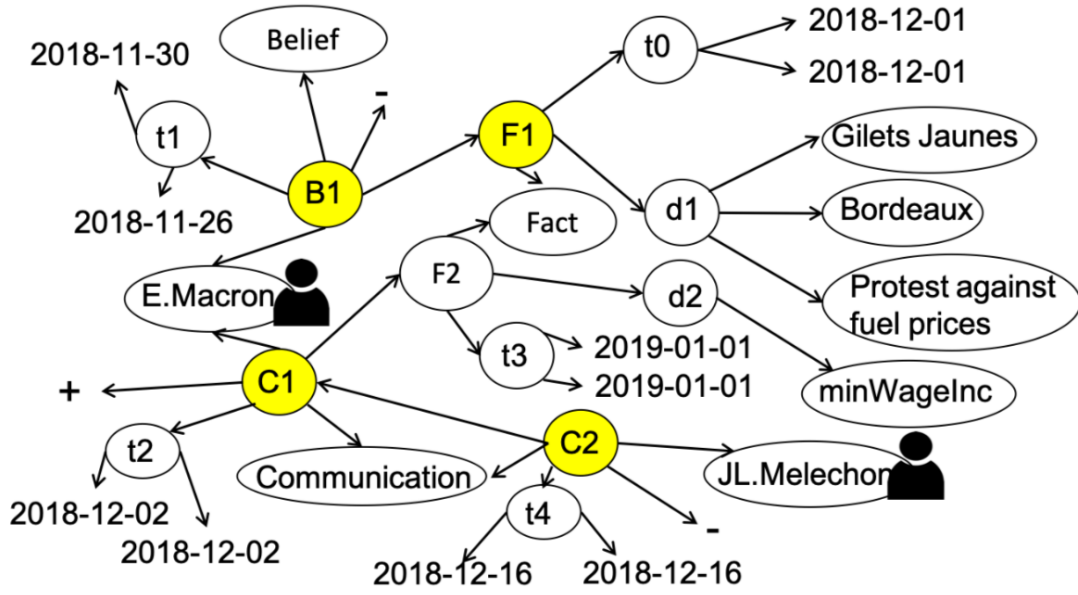 2018-12-01
Belief
t0
2018-11-30
2018-12-01
-
t1
F1
Gilets Jaunes
B1
d1
Bordeaux
2018-11-26
Fact
F2
E.Macron
d2
Protest against
fuel prices
t3
2019-01-01
C1
2019-01-01
+
minWageInc
t2
C2
Communication
JL.Melechon
2018-12-02
t4
-
2018-12-02
2018-12-16
2018-12-16